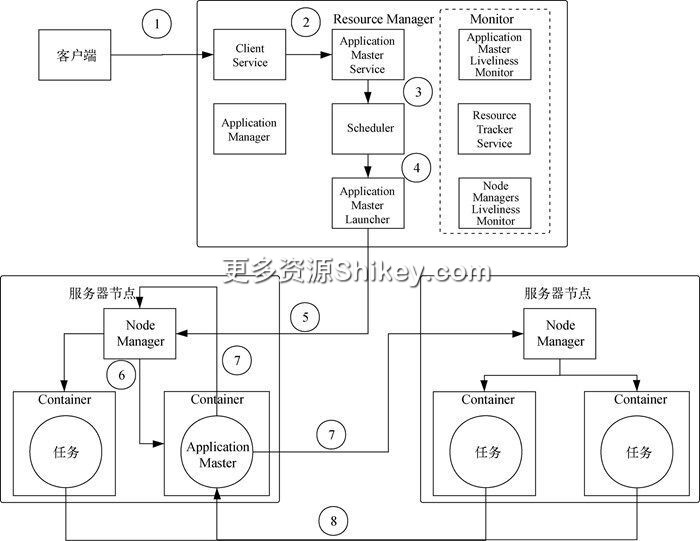 1
2
Resource Manager
Monitor
客户端
Client
Service
Application
Master
Service
Application
Master
Liveliness
Monitor
3
Application
Manager
Scheduler
Resource
Tracker
Service
4
Application
Master
Launcher
Node
Managers
Liveliness
Monitor
更多资源Shikey.com
服务器节点
服务器节点
5
Node
Manager
Node
Manager
6
7
Container
Container
7
Container
Container
任务
Application
Master
任务
任务
8